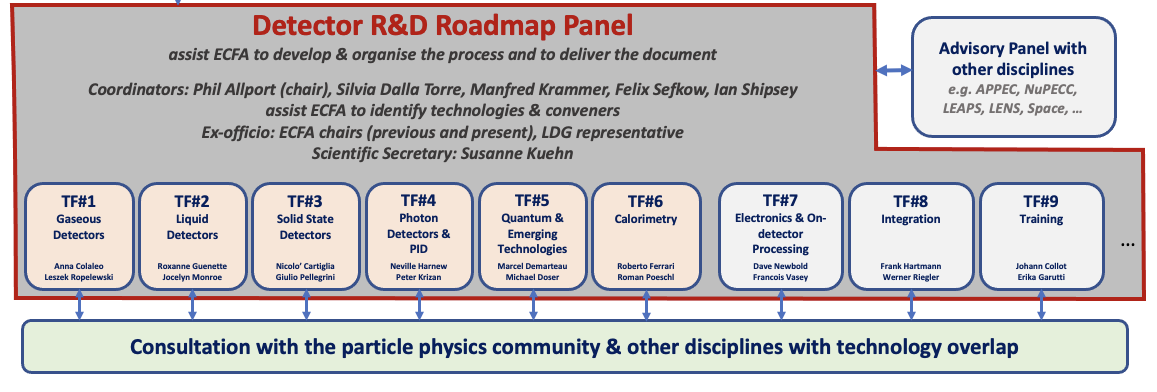 Detector R&D Roadmap Panel
assist ECFA to develop & organise the process and to deliver the document
Coordinators: Phil Allport (chair), Silvia Dalla Torre, Manfred Krammer, Felix Sefkow, Ian Shipsey
assist ECFA to identify technologies & conveners
Ex-officio: ECFA chairs (previous and present), LDG representative
Scientific Secretary: Susanne Kuehn
Advisory Panel with
other disciplines
e.g. APPEC, NuPECC,
LEAPS, LENS, Space, ...
TF#1
Gaseous
Detectors
Anna Colaleo
Leszek Ropelewski
TF#2
Liquid
Detectors
Roxanne Guenette
Jocelyn Monroe
TF#3
Solid State
Detectors
Nicolo' Cartiglia
Giulio Pellegrini
TF#4
Photon
Detectors &
PID
Neville Harnew
Peter Krizan
TF#5
Quantum &
Emerging
Technologies
Marcel Demarteau
Michael Doser
TF#6
Calorimetry
Roberto Ferrari
Roman Poeschl
TF#7
Electronics & On-
detector
Processing
Dave Newbold
Francois Vasey
TF#8
Integration
Frank Hartmann
Werner Riegler
TF#9
Training
Johann Collot
Erika Garutti
...
Consultation with the particle physics community & other disciplines with technology overlap